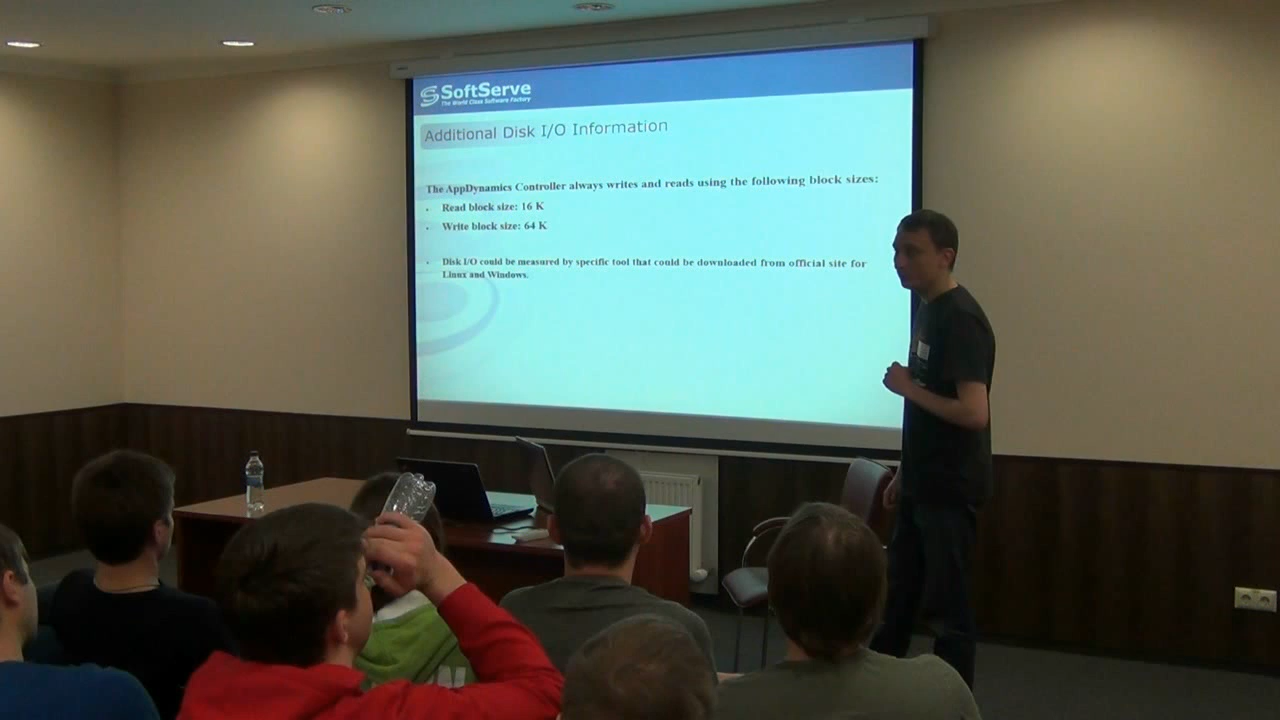 SoftServe
The World Class Software Factory
Additional Disk I/O Information
The AppDynamics Controller always writes and reads using the following block sizes:
Read block size: 16 K
Write block size: 64 K
Disk I/O could be measured by specific tool that could be downloaded from official site for
Linux and Windows.